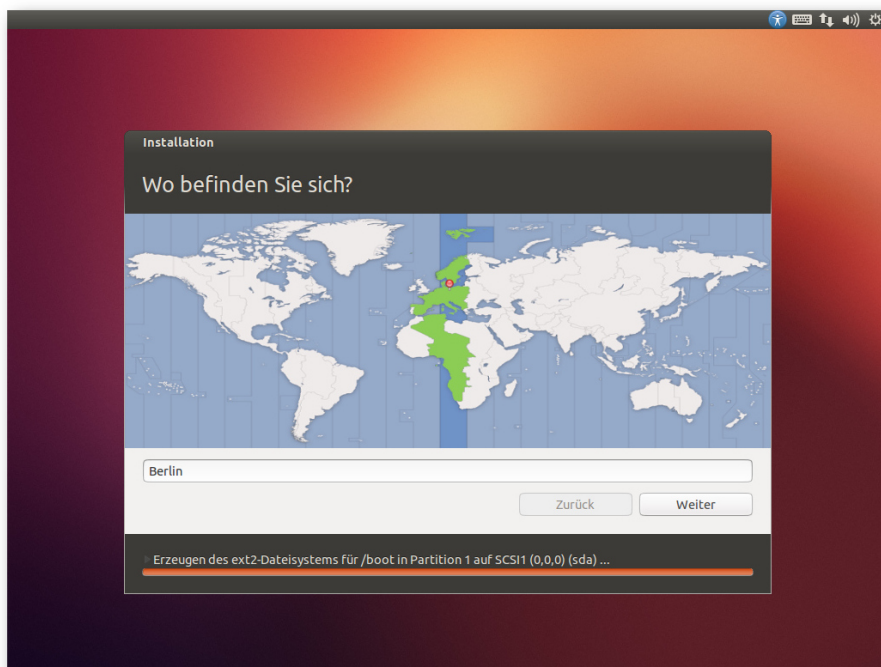 Installation
Wo befinden Sie sich?
Berlin
Zurück
Weiter
Erzeugen des ext2-Dateisystems für /boot in Partition 1 auf SCSI1 (0,0,0) (sda) ...